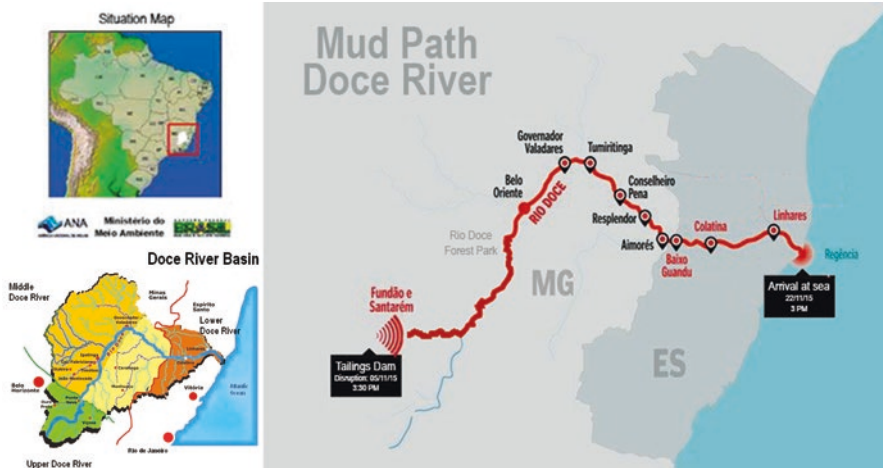 Situation Map
ANA
Ministério do
Meio Ambiente
BRASIL
Doce River Basin
Middle
Doce River
Minas
Gerais
Espírito
Santo
Lower
Doce River
Belo
Horizonte
Vitória
Rio de Janeiro
Upper Doce River
Mud Path
Doce River
Governador
Valadares
Tumiritinga
Belo
Oriente
RIO DOCE
Conselheiro
Pena
Resplendor
Rio Doce
Forest Park
Aimorés
Baixo
Guandu
Colatina
Linhares
Regência
MG
ES
Fundão e
Santarém
Tailings Dam
Disruption: 05/11/15
3:30 PM
Arrival at sea
22/11/15
3 PM